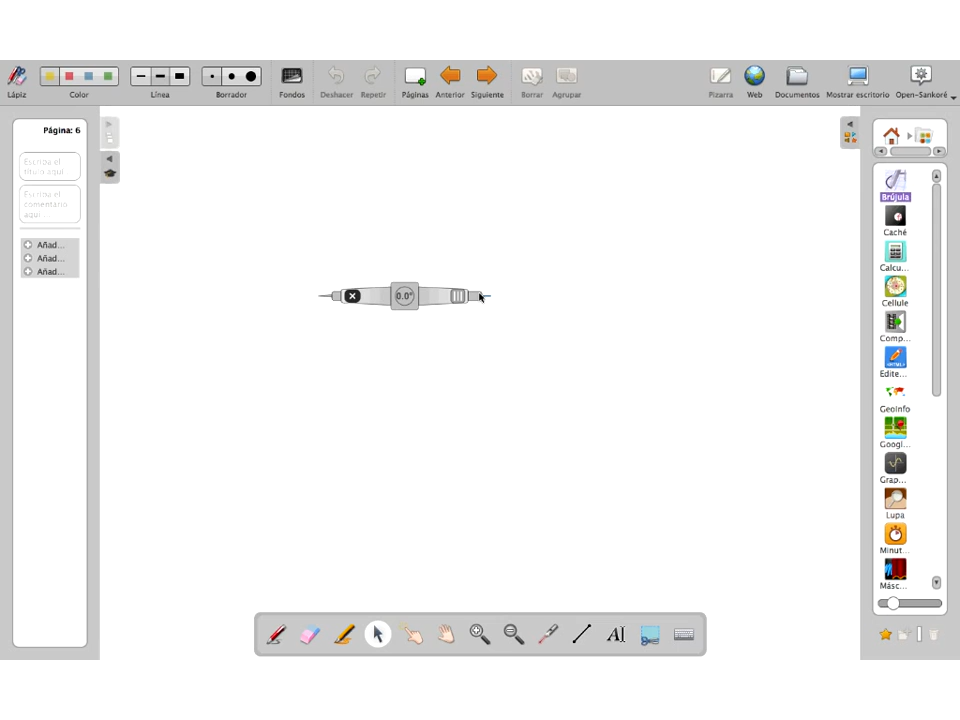 Lápiz
Color
Línea
Borrador
Fondos
Deshacer
Repetir
Páginas
Anterior
Siguiente
Borrar
Agrupar
Pizarra
Web
Documentos
Mostrar escritorio
Open-Sankoré
Página: 6
Escriba el
título aquí
Escriba el
comentario
aquí...
Añad...
Añad...
Añad...
0.0°
Brújula
Caché
Calcu...
Cellule
Comp...
Edite...
GeoInfo
Googl...
Grap...
Lupa
Minut...
Másc...